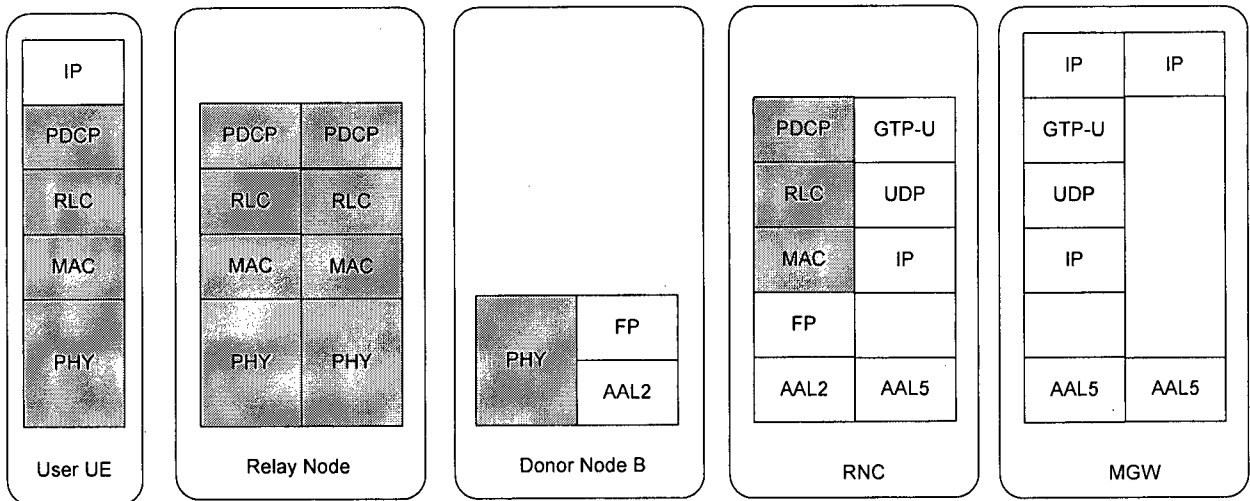 IP
PDCP
RLC
MAC
PHY
User UE
PDCP PDCP
RLC RLC
MAC MAC
PHY PHY
Relay Node
PHY
FP
AAL2
Donor Node B
PDCP GTP-U
RLC UDP
MAC IP
FP
AAL2 AAL5
RNC
IP IP
GTP-U
UDP
IP
AAL5 AAL5
MGW